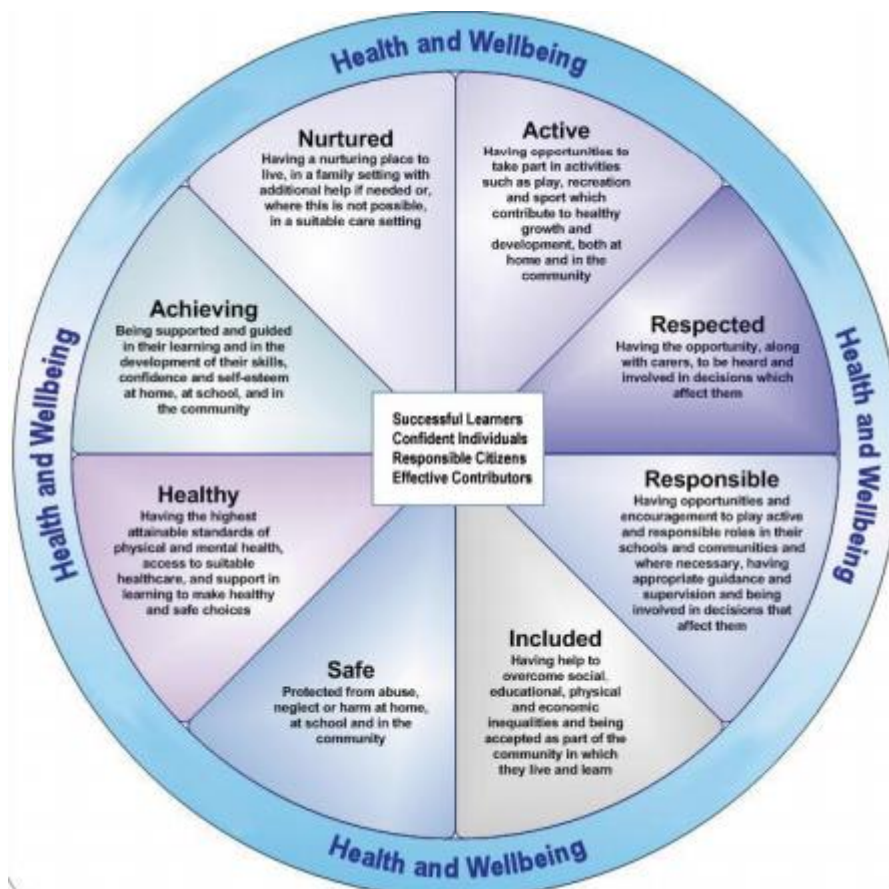 Health and Wellbeing
Nurtured
Having a nurturing place to
live, in a family setting with
additional help if needed or,
where this is not possible,
in a suitable care setting
Active
Having opportunities to
take part in activities
such as play, recreation
and sport which
contribute to healthy
growth and
development, both at
home and in the
community
Achieving
Being supported and guided
in their learning and in the
development of their skills,
confidence and self-esteem
at home, at school, and in
the community
Respected
Having the opportunity, along
with carers, to be heard and
involved in decisions which
affect them
Health and Wellbeing
Successful Learners
Confident Individuals
Responsible Citizens
Effective Contributors
Health and Wellbeing
Healthy
Having the highest
attainable standards of
physical and mental health,
access to suitable
healthcare, and support in
learning to make healthy
and safe choices
Responsible
Having opportunities and
encouragement to play active
and responsible roles in their
schools and communities and
where necessary, having
appropriate guidance and
supervision and being
involved in decisions that
affect them
Safe
Protected from abuse,
neglect or harm at home,
at school and in the
community
Included
Having help to
overcome social,
educational, physical
and economic
inequalities and being
accepted as part of the
community in which
they live and learn
Health and Wellbeing